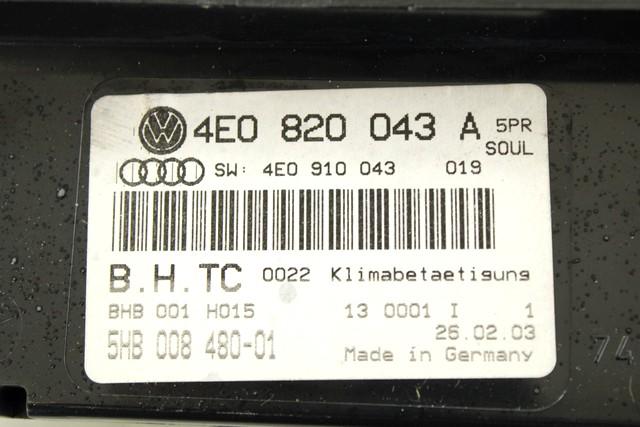 4E0 820 043 A 5PR
SOUL
SW: 4E0 910 043 019
B.H.TC 0022 Klimabetaetigung
BHB 001 H015 13 0001 I 1
26.02.03
5HB 008 480-01
Made in Germany
74